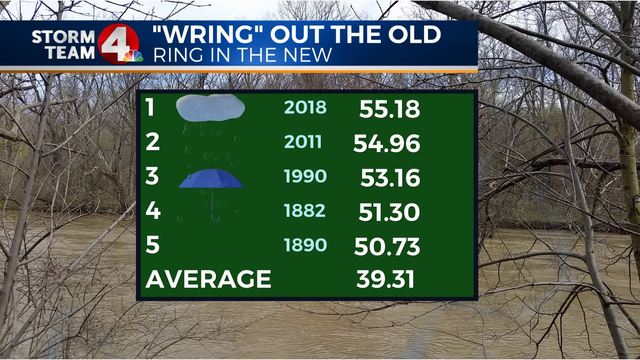 STORM TEAM 4
"WRING" OUT THE OLD
RING IN THE NEW
1 2018 55.18
2 2011 54.96
3 1990 53.16
4 1882 51.30
5 1890 50.73
AVERAGE 39.31